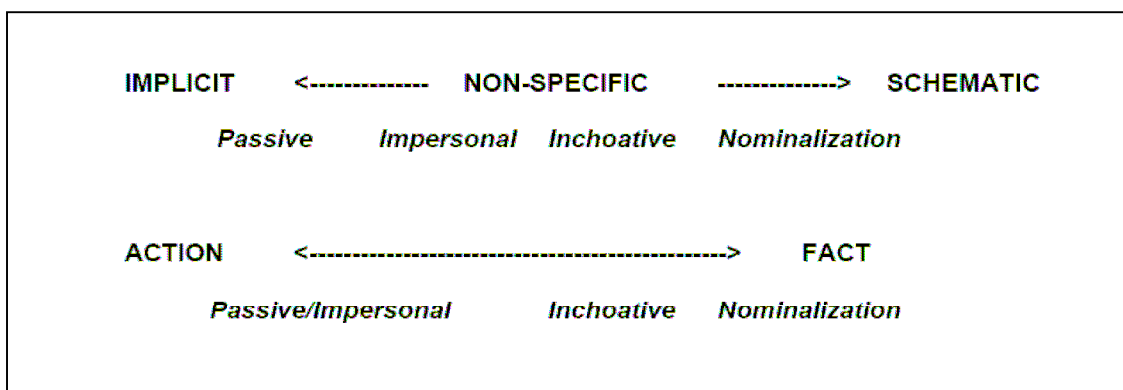 IMPLICIT <-------------- NON-SPECIFIC --------------> SCHEMATIC
Passive Impersonal Inchoative Nominalization
ACTION <-------------------------------------------------> FACT
Passive/Impersonal Inchoative Nominalization